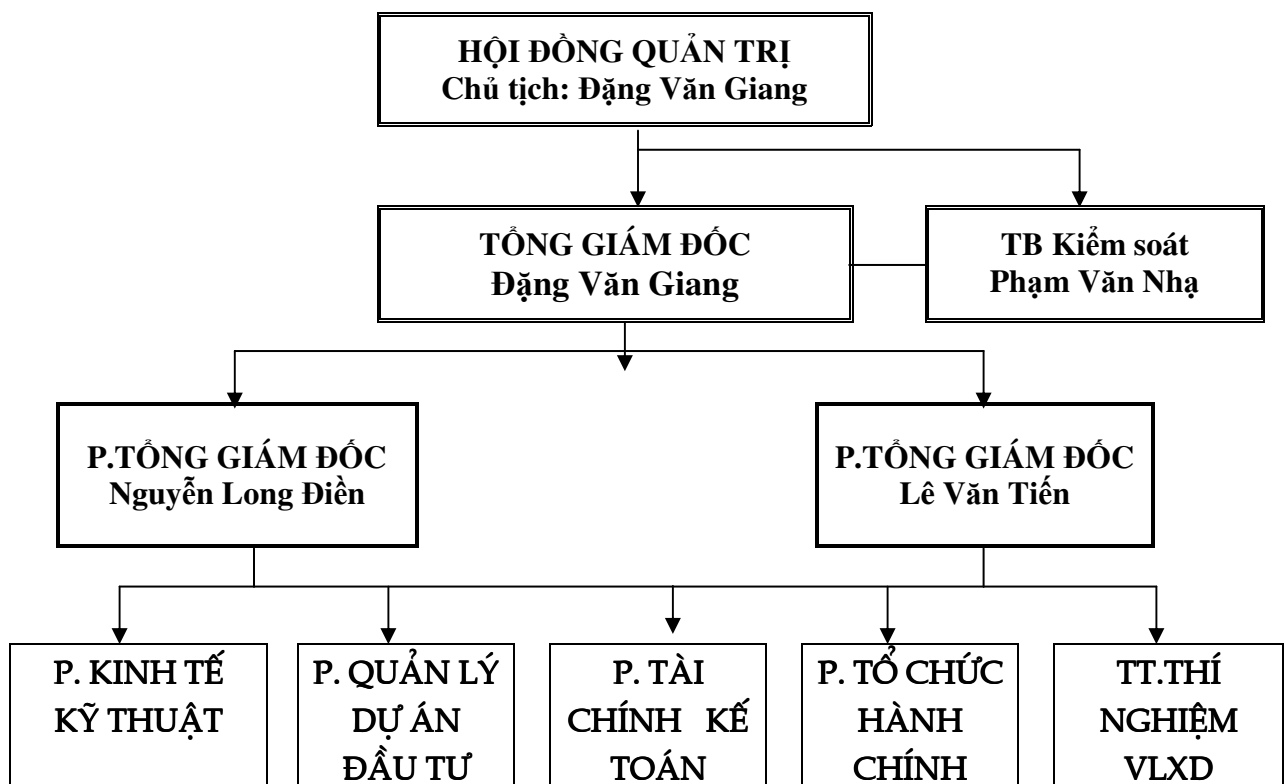 HỘI ĐỒNG QUẢN TRỊ
Chủ tịch: Đặng Văn Giang
TỔNG GIÁM ĐỐC
Đặng Văn Giang
TB Kiểm soát
Phạm Văn Nhạ
P.TỔNG GIÁM ĐỐC
Nguyễn Long Điền
P.TỔNG GIÁM ĐỐC
Lê Văn Tiến
P. KINH TẾ
KỸ THUẬT
P. QUẢN LÝ
DỰ ÁN
ĐẦU TƯ
P. TÀI
CHÍNH KẾ
TOÁN
P. TỔ CHỨC
HÀNH
CHÍNH
TT.THÍ
NGHIỆM
VLXD